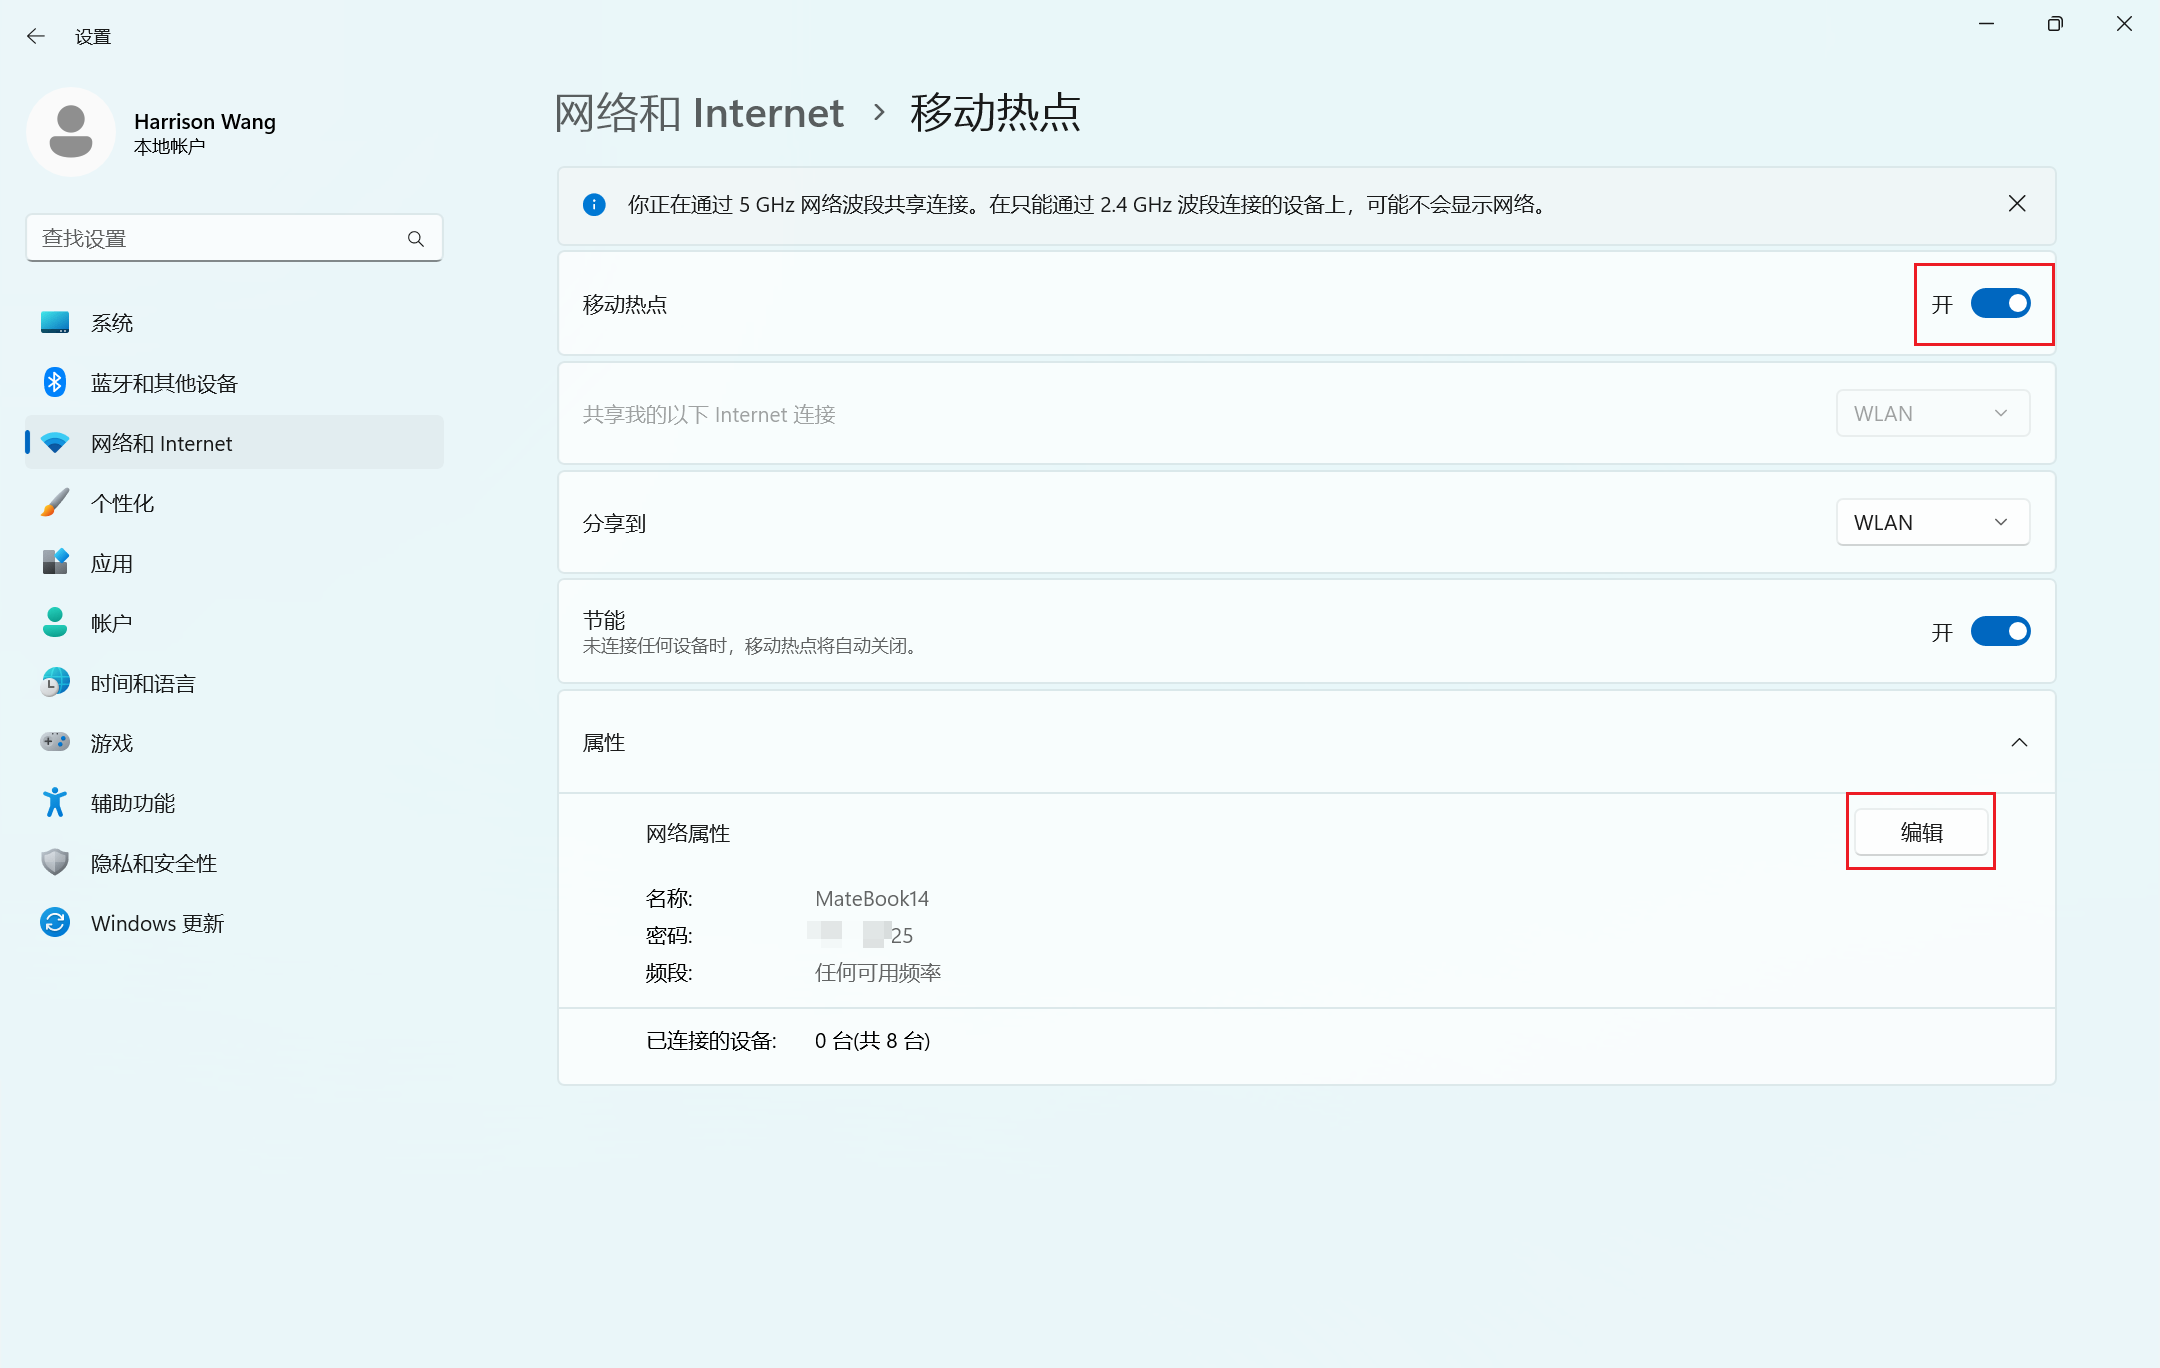 设置
Harrison Wang
本地帐户
查找设置
系统
蓝牙和其他设备
网络和 Internet
个性化
应用
帐户
时间和语言
游戏
辅助功能
隐私和安全性
Windows 更新
网络和 Internet › 移动热点
你正在通过 5 GHz 网络波段共享连接。在只能通过 2.4 GHz 波段连接的设备上，可能不会显示网络。
移动热点 开
共享我的以下 Internet 连接 WLAN
分享到 WLAN
节能
未连接任何设备时，移动热点将自动关闭。
开
属性
网络属性 编辑
名称: MateBook14
密码: 25
频段: 任何可用频率
已连接的设备: 0 台(共 8 台)